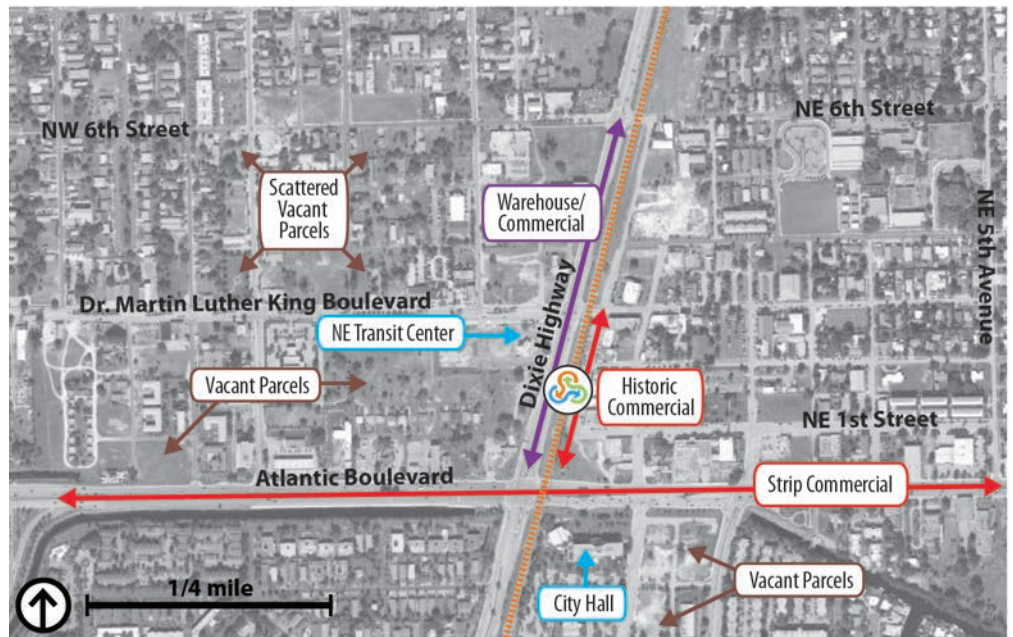 NW 6th Street
NE 6th Street
Scattered
Vacant
Parcels
Warehouse/
Commercial
NE 5th Avenue
Dr. Martin Luther King Boulevard
NE Transit Center
Dixie Highway
Vacant Parcels
Historic
Commercial
NE 1st Street
Atlantic Boulevard
Strip Commercial
1/4 mile
City Hall
Vacant Parcels